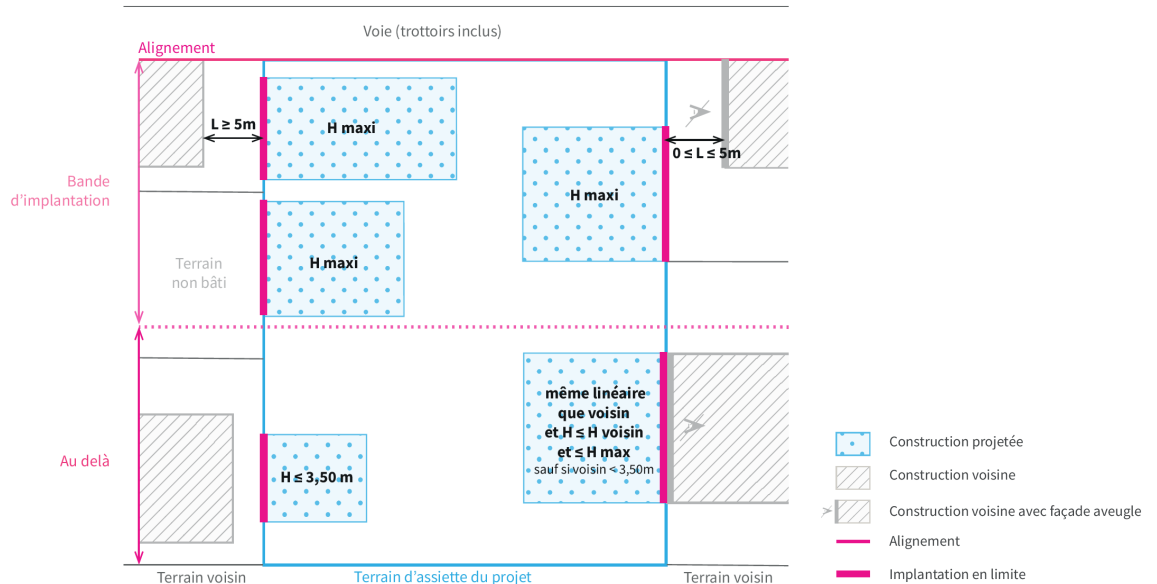 Voie (trottoirs inclus)
Alignement
L ≥ 5m
H maxi
0 ≤ L ≤ 5m
Bande
d'implantation
H maxi
Terrain
non bâti
H maxi
même linéaire
que voisin
et H ≤ H voisin
et ≤ H max
sauf si voisin < 3,50m
Au delà
H ≤ 3,50 m
Terrain voisin
Terrain d'assiette du projet
Terrain voisin
Construction projetée
Construction voisine
Construction voisine avec façade aveugle
Alignement
Implantation en limite